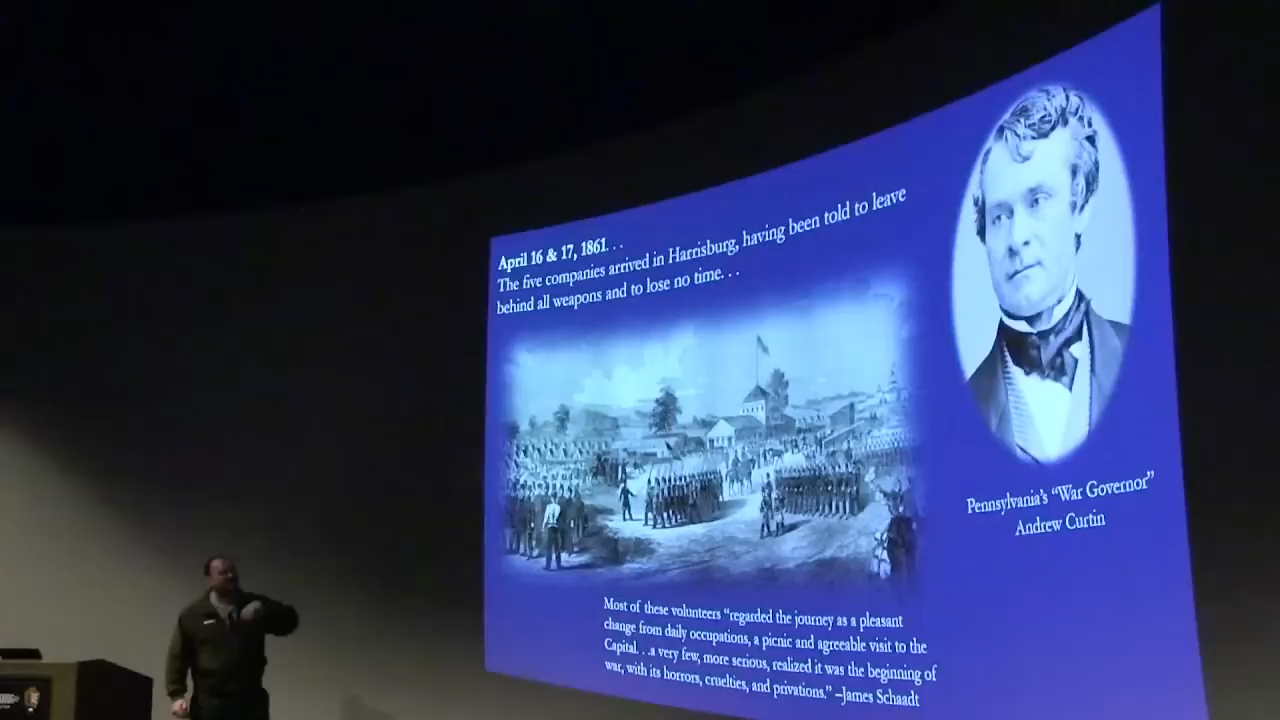 April 16 & 17, 1861. . .
The five companies arrived in Harrisburg, having been told to leave
behind all weapons and to lose no time. . .
Pennsylvania's “War Governor”
Andrew Curtin
Most of these volunteers “regarded the journey as a pleasant
change from daily occupations, a picnic and agreeable visit to the
Capital. . .a very few, more serious, realized it was the beginning of
war, with its horrors, cruelties, and privations.” –James Schaadt